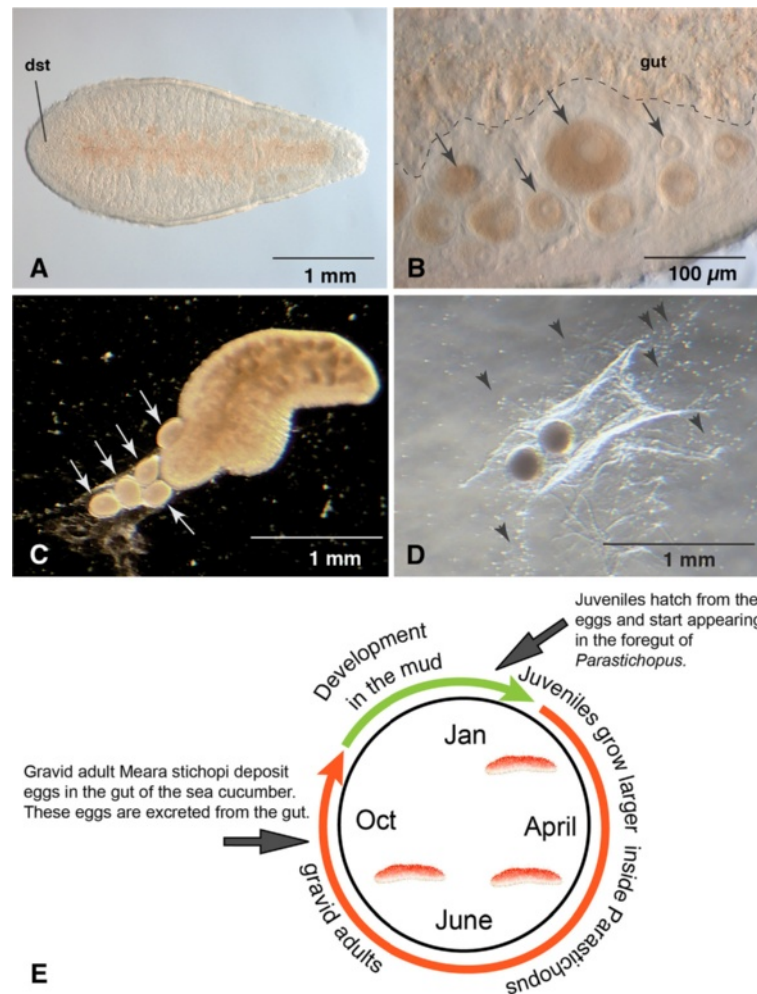 dst
A
1 mm
gut
B
100 µm
C
1 mm
D
1 mm
Juveniles hatch from the
eggs and start appearing
in the foregut of
Parastichopus.
Development
in the mud
Juveniles grow larger inside Parastichopus
Gravid adult Meara stichopi deposit
eggs in the gut of the sea cucumber.
These eggs are excreted from the gut.
gravid adults
Jan
Oct
April
June
E